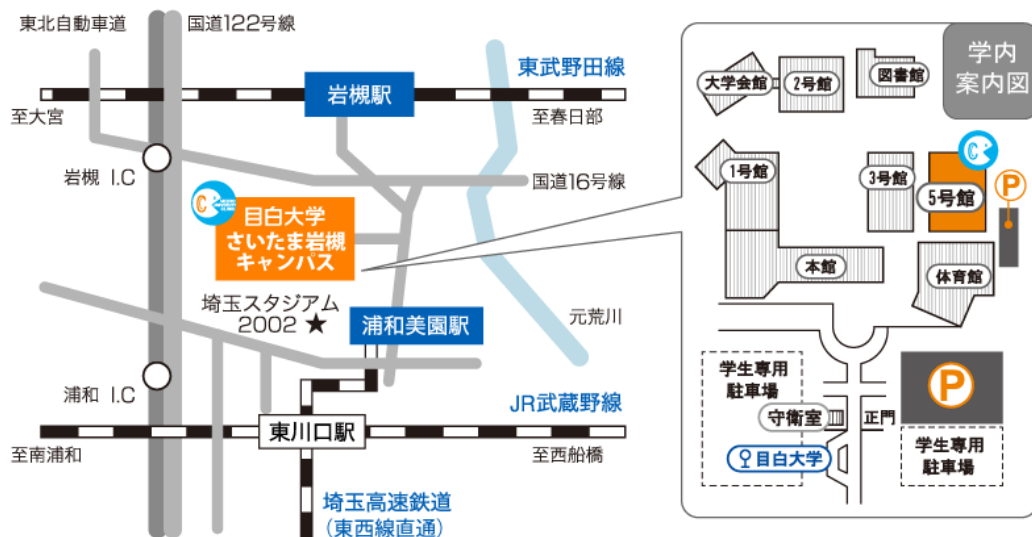 東北自動車道
国道122号線
東武野田線
岩槻駅
至大宮
至春日部
岩槻 I.C
国道16号線
目白大学
さいたま岩槻
キャンパス
埼玉スタジアム
2002 ★
浦和美園駅
元荒川
浦和 I.C
JR武蔵野線
東川口駅
至南浦和
至西船橋
埼玉高速鉄道
(東西線直通)
学内
案内図
大学会館
2号館
図書館
1号館
3号館
5号館
P
本館
体育館
学生専用
駐車場
P
守衛室
正門
目白大学
学生専用
駐車場